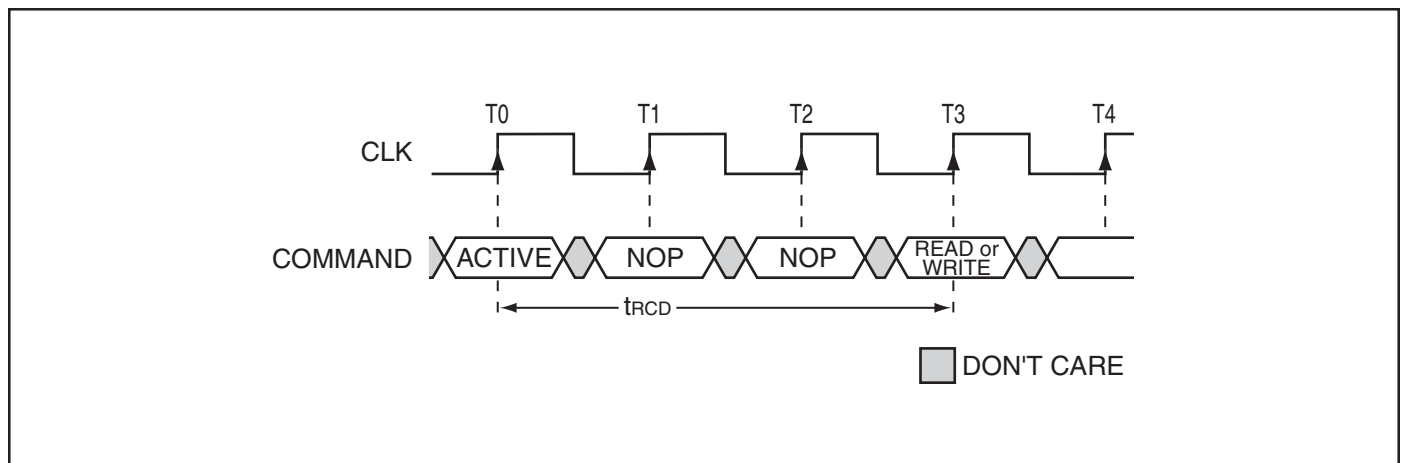 T0 T1 T2 T3 T4
CLK
COMMAND ACTIVE NOP NOP READ or
WRITE
tRCD
DON'T CARE